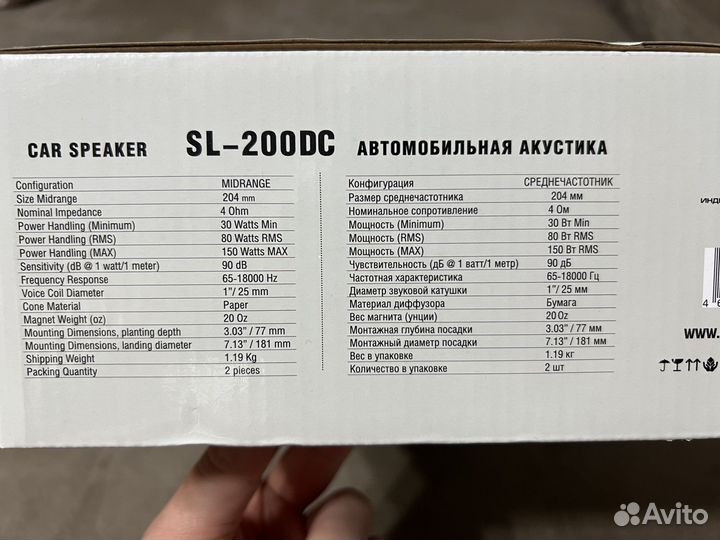 CAR SPEAKER SL-200DC АВТОМОБИЛЬНАЯ АКУСТИКА
Configuration MIDRANGE
Size Midrange 204 mm
Nominal Impedance 4 Ohm
Power Handling (Minimum) 30 Watts Min
Power Handling (RMS) 80 Watts RMS
Power Handling (MAX) 150 Watts MAX
Sensitivity (dB @ 1 watt/1 meter) 90 dB
Frequency Response 65-18000 Hz
Voice Coil Diameter 1"/ 25 mm
Cone Material Paper
Magnet Weight (oz) 20 Oz
Mounting Dimensions, planting depth 3.03"/ 77 mm
Mounting Dimensions, landing diameter 7.13"/ 181 mm
Shipping Weight 1.19 Kg
Packing Quantity 2 pieces
Конфигурация СРЕДНЕЧАСТОТНИК
Размер среднечастотника 204 мм
Номинальное сопротивление 4 Ом
Мощность (Minimum) 30 Вт Min
Мощность (RMS) 80 Вт RMS
Мощность (MAX) 150 Вт RMS
Чувствительность (дБ @ 1 ватт/1 метр) 90 дБ
Частотная характеристика 65-18000 Гц
Диаметр звуковой катушки 1"/ 25 мм
Материал диффузора Бумага
Вес магнита (унции) 20 Oz
Монтажная глубина посадки 3.03"/ 77 мм
Монтажный диаметр посадки 7.13"/ 181 мм
Вес в упаковке 1.19 кг
Количество в упаковке 2 шт
4
www.
Avito